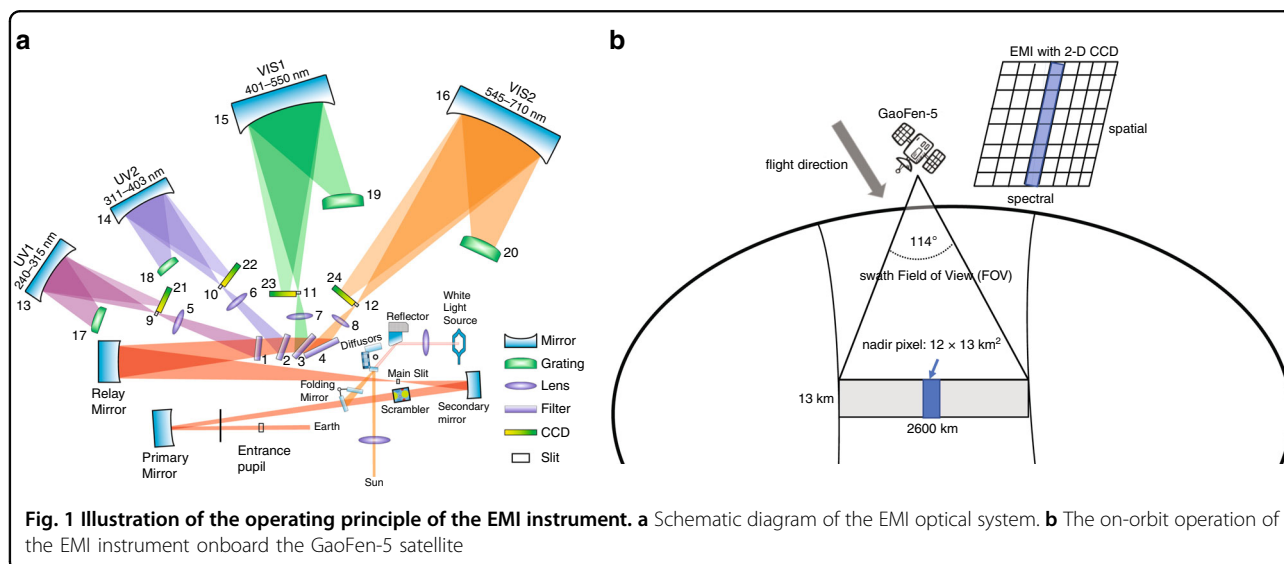 a
VIS1
401–550 nm
15
VIS2
545–710 nm
16
UV2
311–403 nm
14
UV1
240–315 nm
13
19
20
18
22
10
6
21
9
5
17
23
11
7
24
12
8
1
2
3
4
Relay
Mirror
Primary
Mirror
Entrance
pupil
Earth
Folding
Mirror
Diffusors
Reflector
White
Light
Source
Main Slit
Scrambler
Secondary
mirror
Sun
Mirror
Grating
Lens
Filter
CCD
Slit
b
EMI with 2-D CCD
spatial
spectral
GaoFen-5
flight direction
114°
swath Field of View (FOV)
nadir pixel: 12 × 13 km²
13 km
2600 km
Fig. 1 Illustration of the operating principle of the EMI instrument. a Schematic diagram of the EMI optical system. b The on-orbit operation of
the EMI instrument onboard the GaoFen-5 satellite